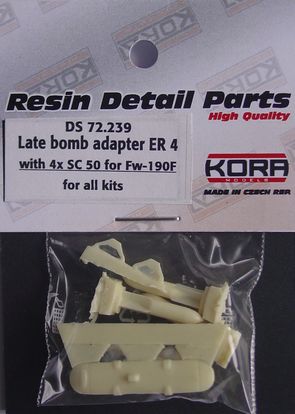 KORA
Resin Detail Parts
High Quality
DS 72.239
Late bomb adapter ER 4
with 4x SC 50 for Fw-190F
for all kits
KORA
MODELS
MADE IN CZECH REP.